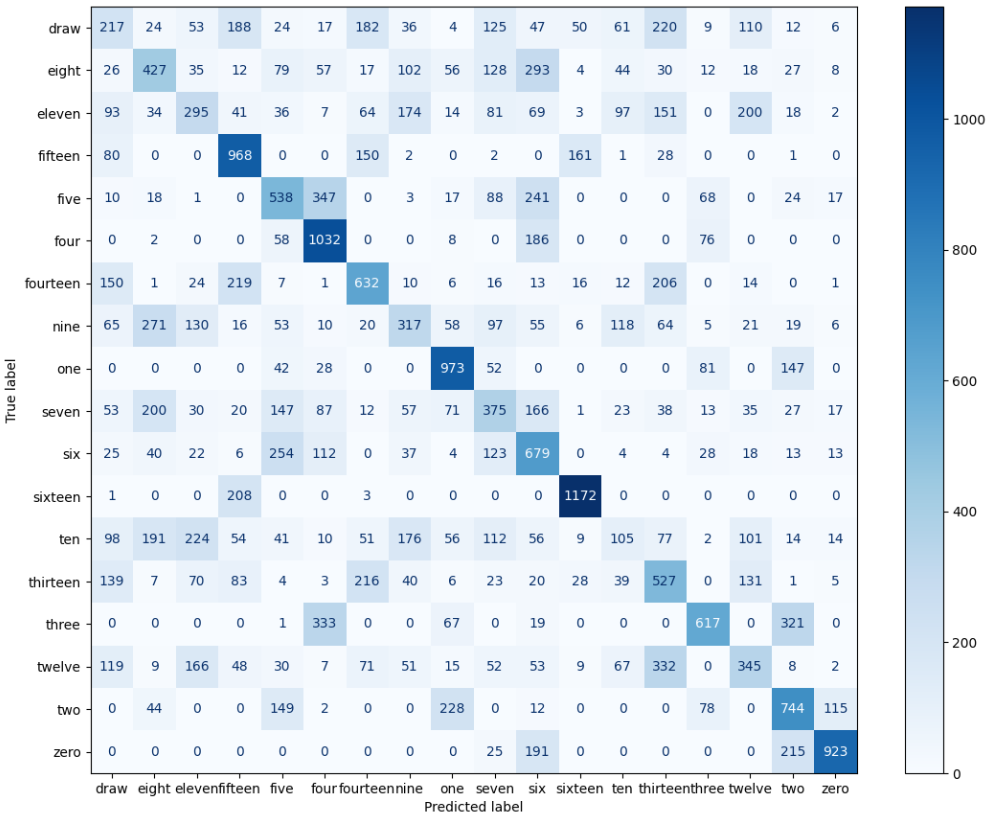 draw 217 24 53 188 24 17 182 36 4 125 47 50 61 220 9 110 12 6
eight 26 427 35 12 79 57 17 102 56 128 293 4 44 30 12 18 27 8
eleven 93 34 295 41 36 7 64 174 14 81 69 3 97 151 0 200 18 2
fifteen 80 0 0 968 0 0 150 2 0 2 0 161 1 28 0 0 1 0
five 10 18 1 0 538 347 0 3 17 88 241 0 0 0 68 0 24 17
four 0 2 0 0 58 1032 0 0 8 0 186 0 0 0 76 0 0 0
fourteen 150 1 24 219 7 1 632 10 6 16 13 16 12 206 0 14 0 1
nine 65 271 130 16 53 10 20 317 58 97 55 6 118 64 5 21 19 6
one 0 0 0 0 42 28 0 0 973 52 0 0 0 0 81 0 147 0
seven 53 200 30 20 147 87 12 57 71 375 166 1 23 38 13 35 27 17
six 25 40 22 6 254 112 0 37 4 123 679 0 4 4 28 18 13 13
sixteen 1 0 0 208 0 0 3 0 0 0 0 1172 0 0 0 0 0 0
ten 98 191 224 54 41 10 51 176 56 112 56 9 105 77 2 101 14 14
thirteen 139 7 70 83 4 3 216 40 6 23 20 28 39 527 0 131 1 5
three 0 0 0 0 1 333 0 0 67 0 19 0 0 0 617 0 321 0
twelve 119 9 166 48 30 7 71 51 15 52 53 9 67 332 0 345 8 2
two 0 44 0 0 149 2 0 0 228 0 12 0 0 0 78 0 744 115
zero 0 0 0 0 0 0 0 0 0 25 191 0 0 0 0 0 215 923
draw eight eleven fifteen five four fourteen nine one seven six sixteen ten thirteen three twelve two zero
Predicted label
True label
1000
800
600
400
200
0